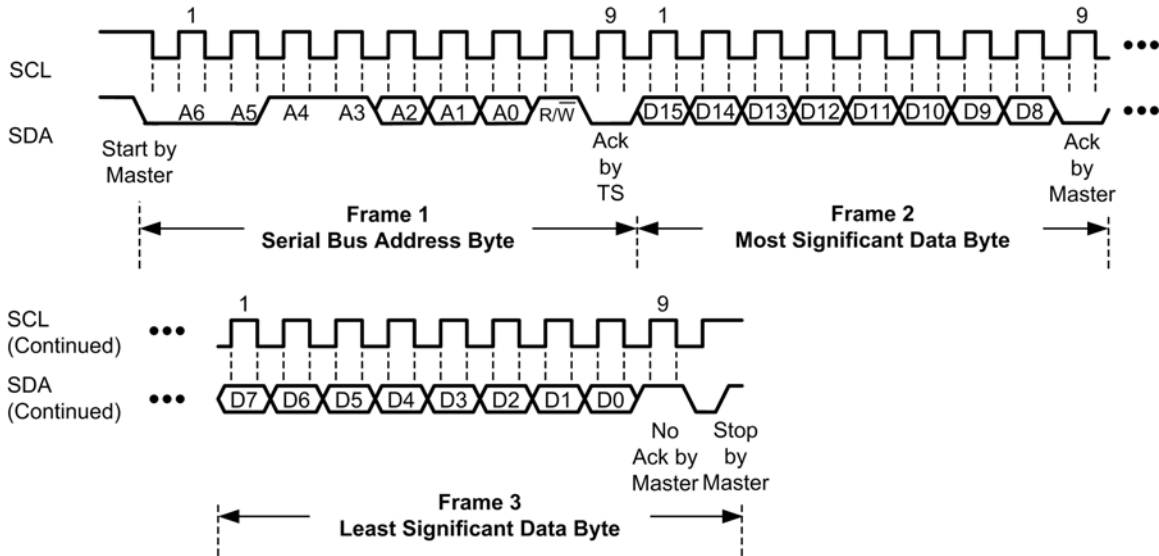 1 9 1 9
SCL
SDA
A6 A5 A4 A3 A2 A1 A0 R/W D15 D14 D13 D12 D11 D10 D9 D8
Start by
Master
Ack
by
TS
Ack
by
Master
Frame 1
Serial Bus Address Byte
Frame 2
Most Significant Data Byte
1 9
SCL
(Continued)
SDA
(Continued)
D7 D6 D5 D4 D3 D2 D1 D0
No
Ack by
Master
Stop
by
Master
Frame 3
Least Significant Data Byte